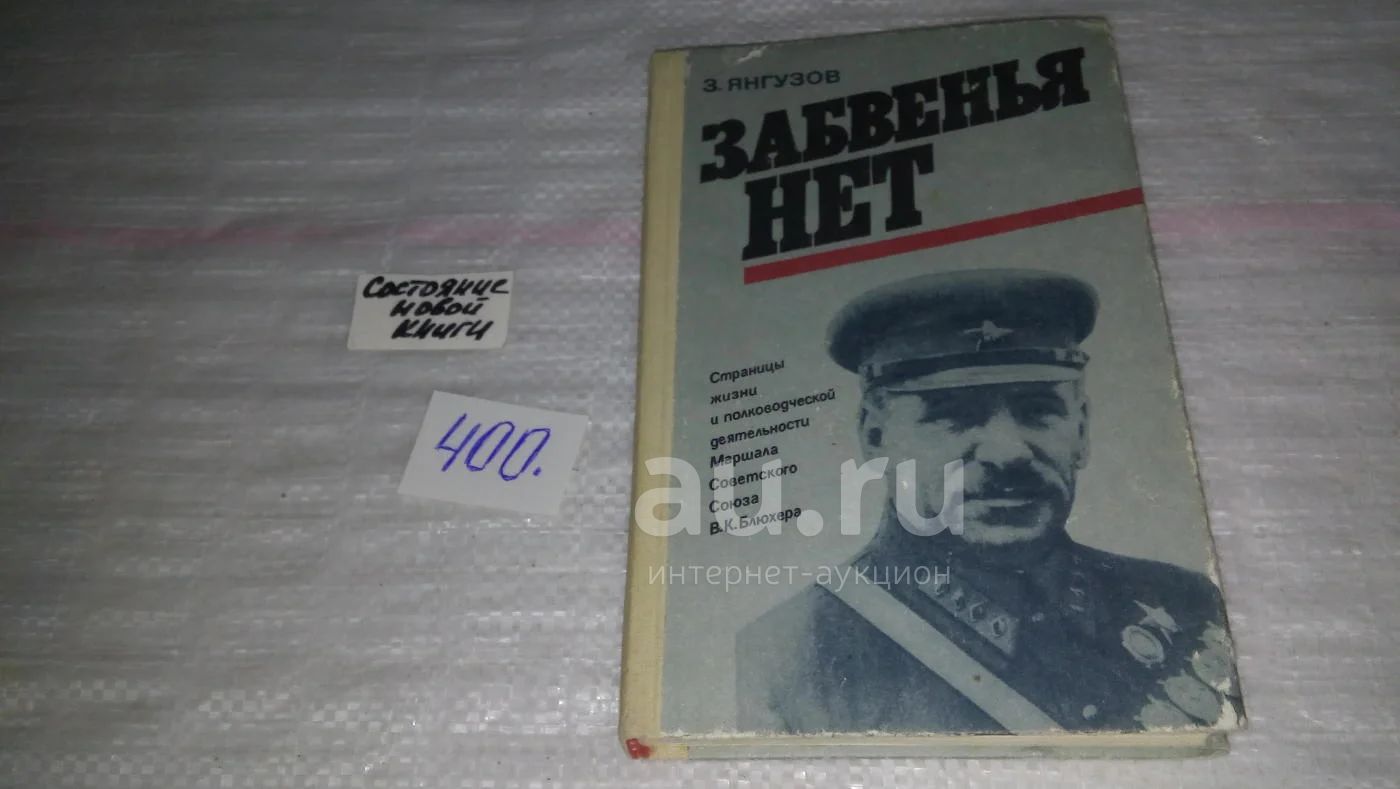 З. ЯНГУЗОВ
ЗАБВЕНЬЯ
НЕТ
Страницы
жизни
и полководческой
деятельности
Маршала
Советского
Союза
В.К.Блюхера
Состояние
новой
книги
400.
au.ru
интернет-аукцион